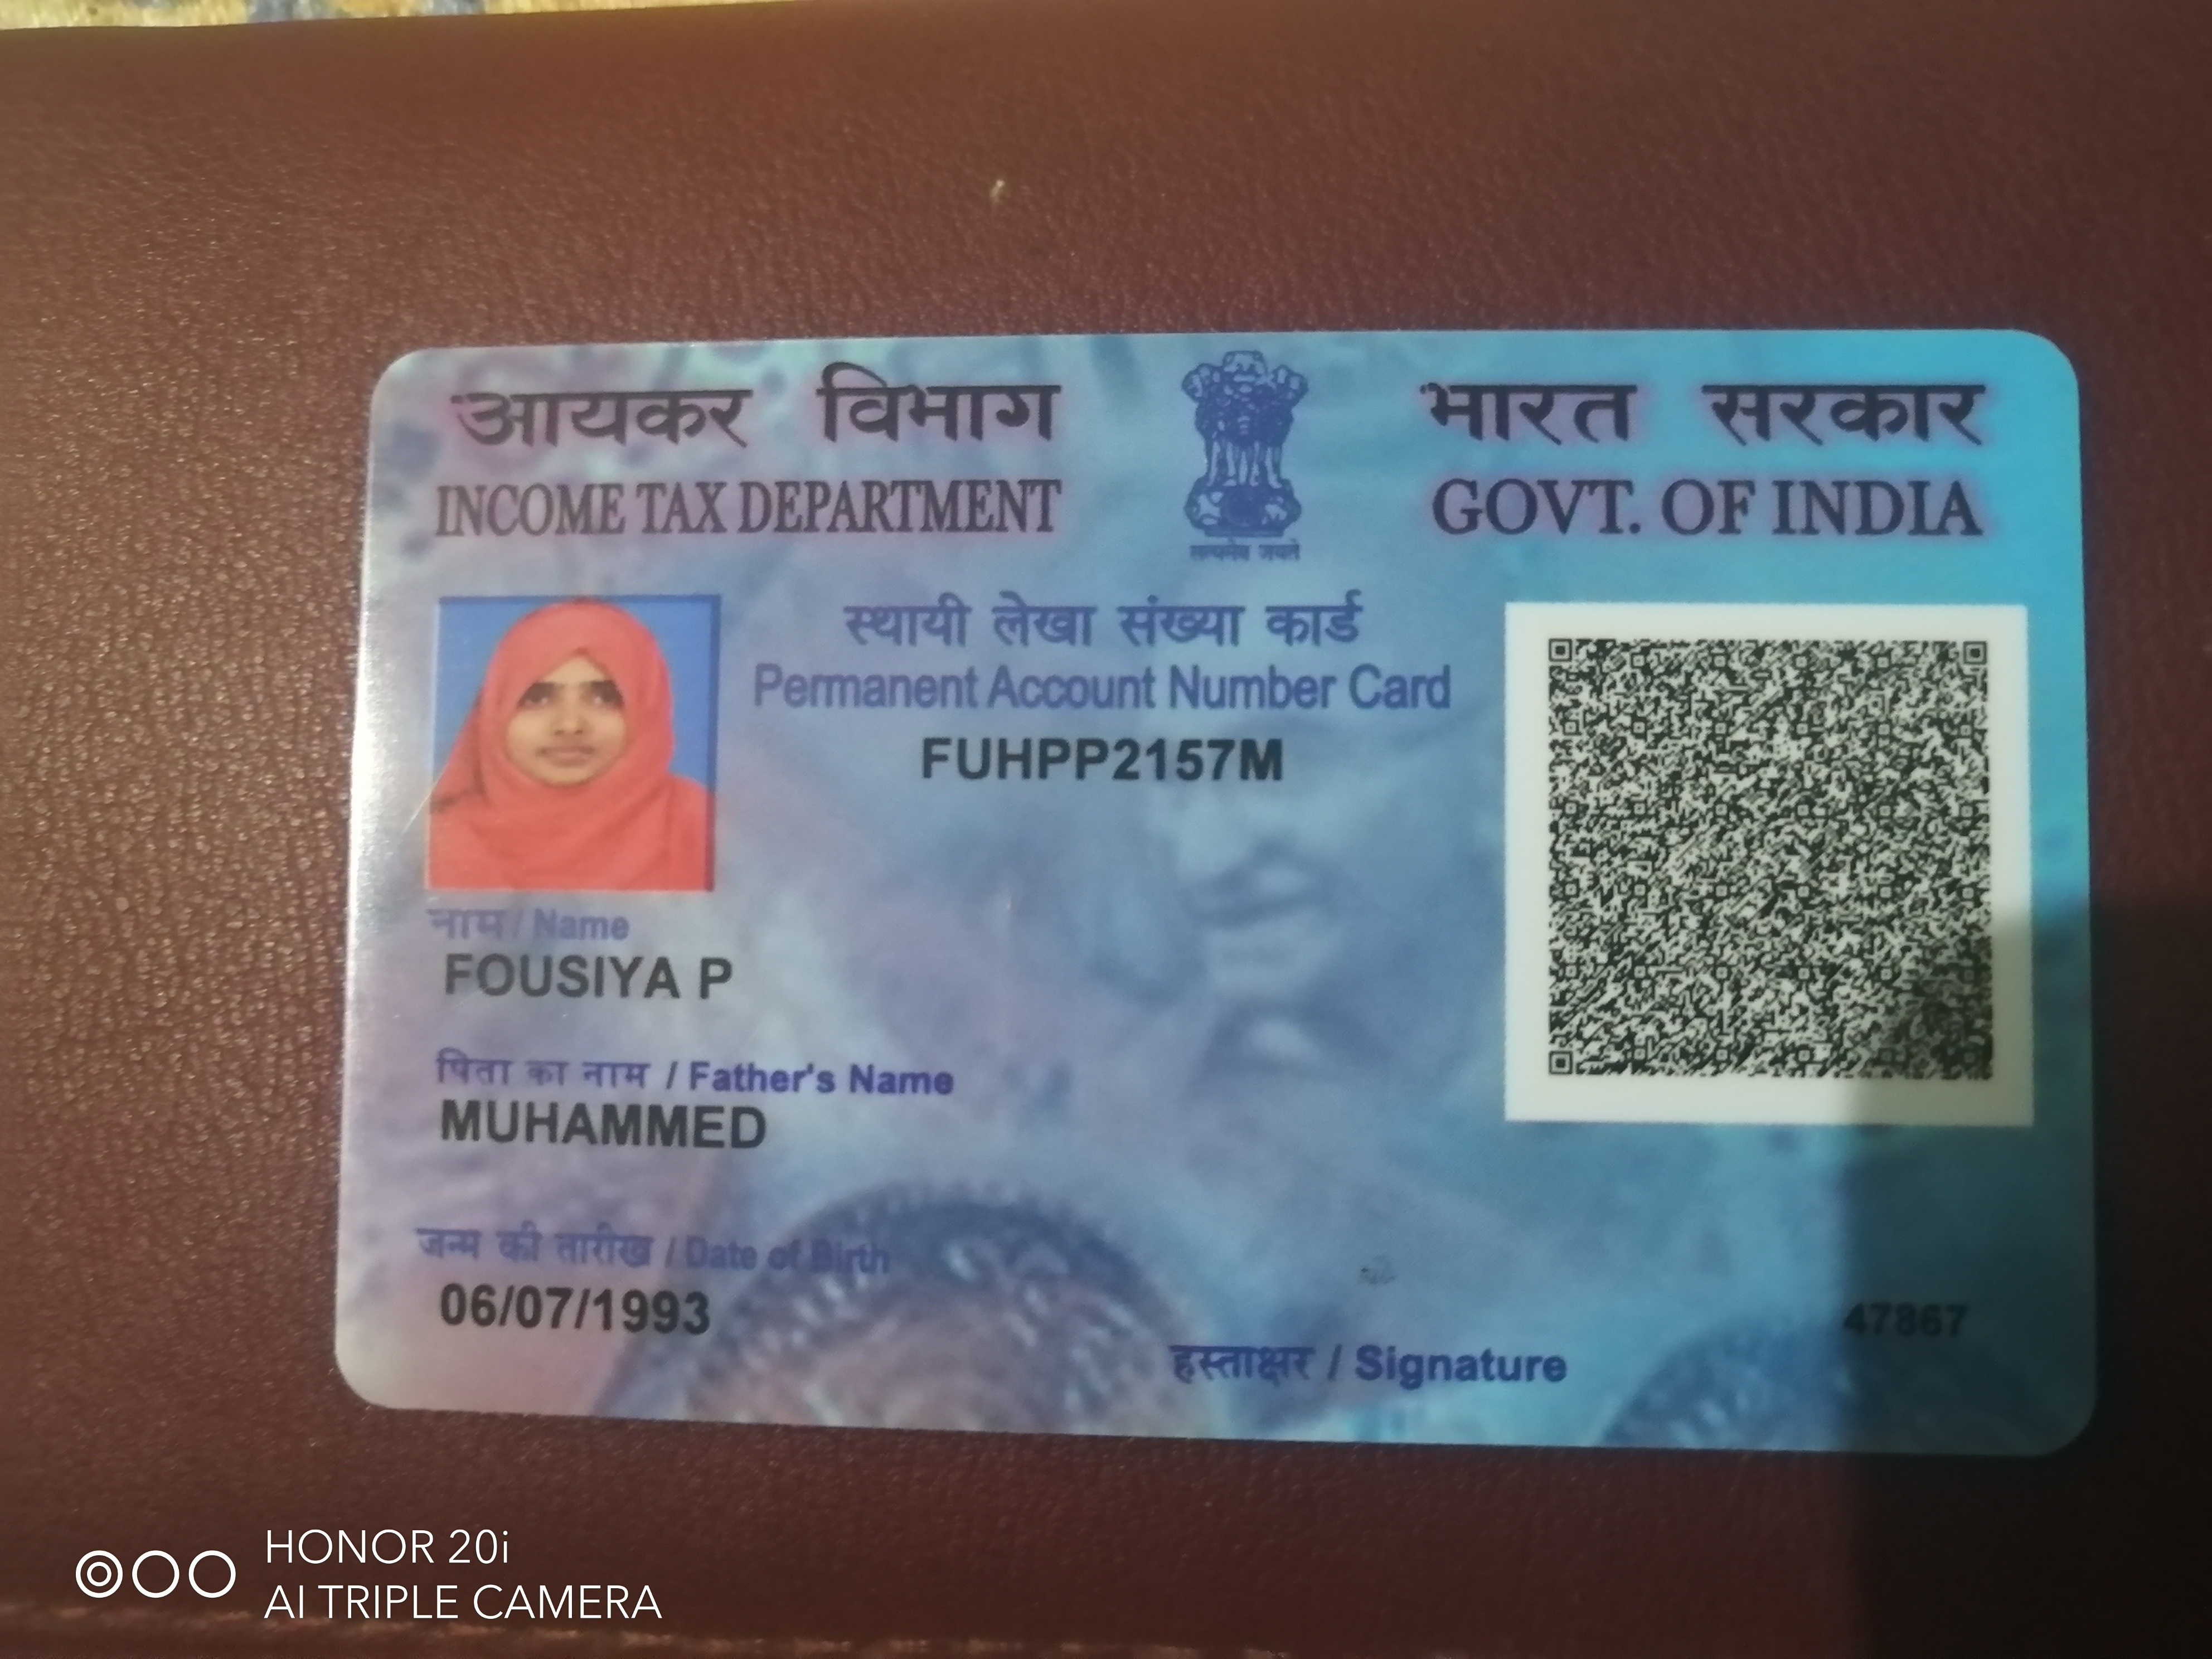 आयकर विभाग
INCOME TAX DEPARTMENT
सत्यमेव जयते
भारत सरकार
GOVT. OF INDIA
स्थायी लेखा संख्या कार्ड
Permanent Account Number Card
FUHPP2157M
नाम / Name
FOUSIYA P
पिता का नाम / Father's Name
MUHAMMED
जन्म की तारीख / Date of Birth
06/07/1993
हस्ताक्षर / Signature
47867
HONOR 20i
AI TRIPLE CAMERA